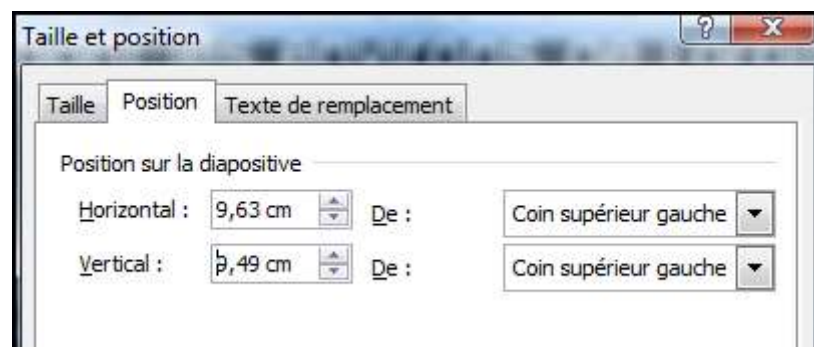 Taille et position
Taille Position Texte de remplacement
Position sur la diapositive
Horizontal : 9,63 cm De : Coin supérieur gauche
Vertical : cm De : Coin supérieur gauche